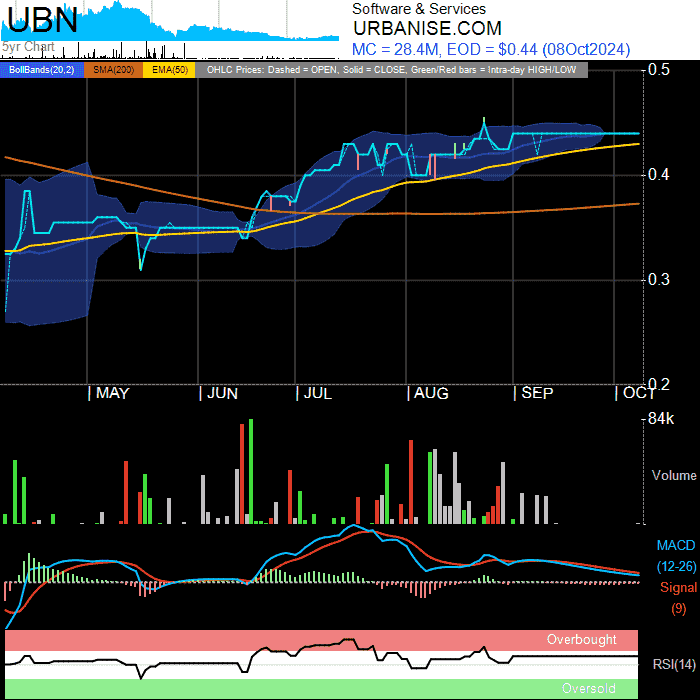 UBN
5yr Chart
Software & Services
URBANISE.COM
MC = 28.4M, EOD = $0.44 (08Oct2024)
BollBands(20,2) SMA(200) EMA(50) OHLC Prices: Dashed = OPEN, Solid = CLOSE, Green/Red bars = Intra-day HIGH/LOW
0.5
0.4
0.3
0.2
MAY JUN JUL AUG SEP OCT
84k
Volume
MACD
(12-26)
Signal
(9)
Overbought
RSI(14)
Oversold